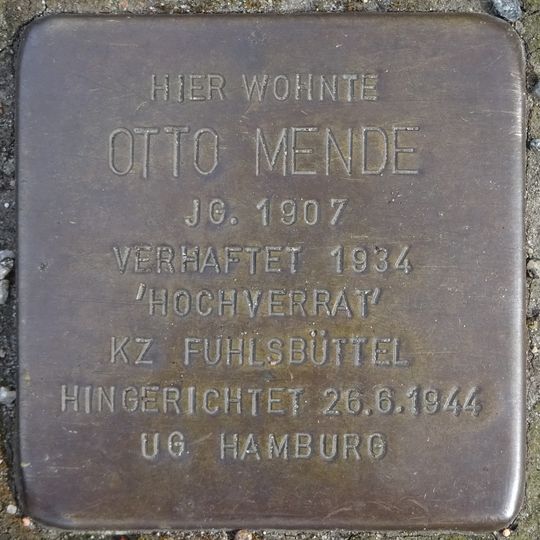 HIER WOHNTE
OTTO MENDE
JG. 1907
VERHAFTET 1934
'HOCHVERRAT'
KZ FUHLSBÜTTEL
HINGERICHTET 26.6.1944
UG HAMBURG